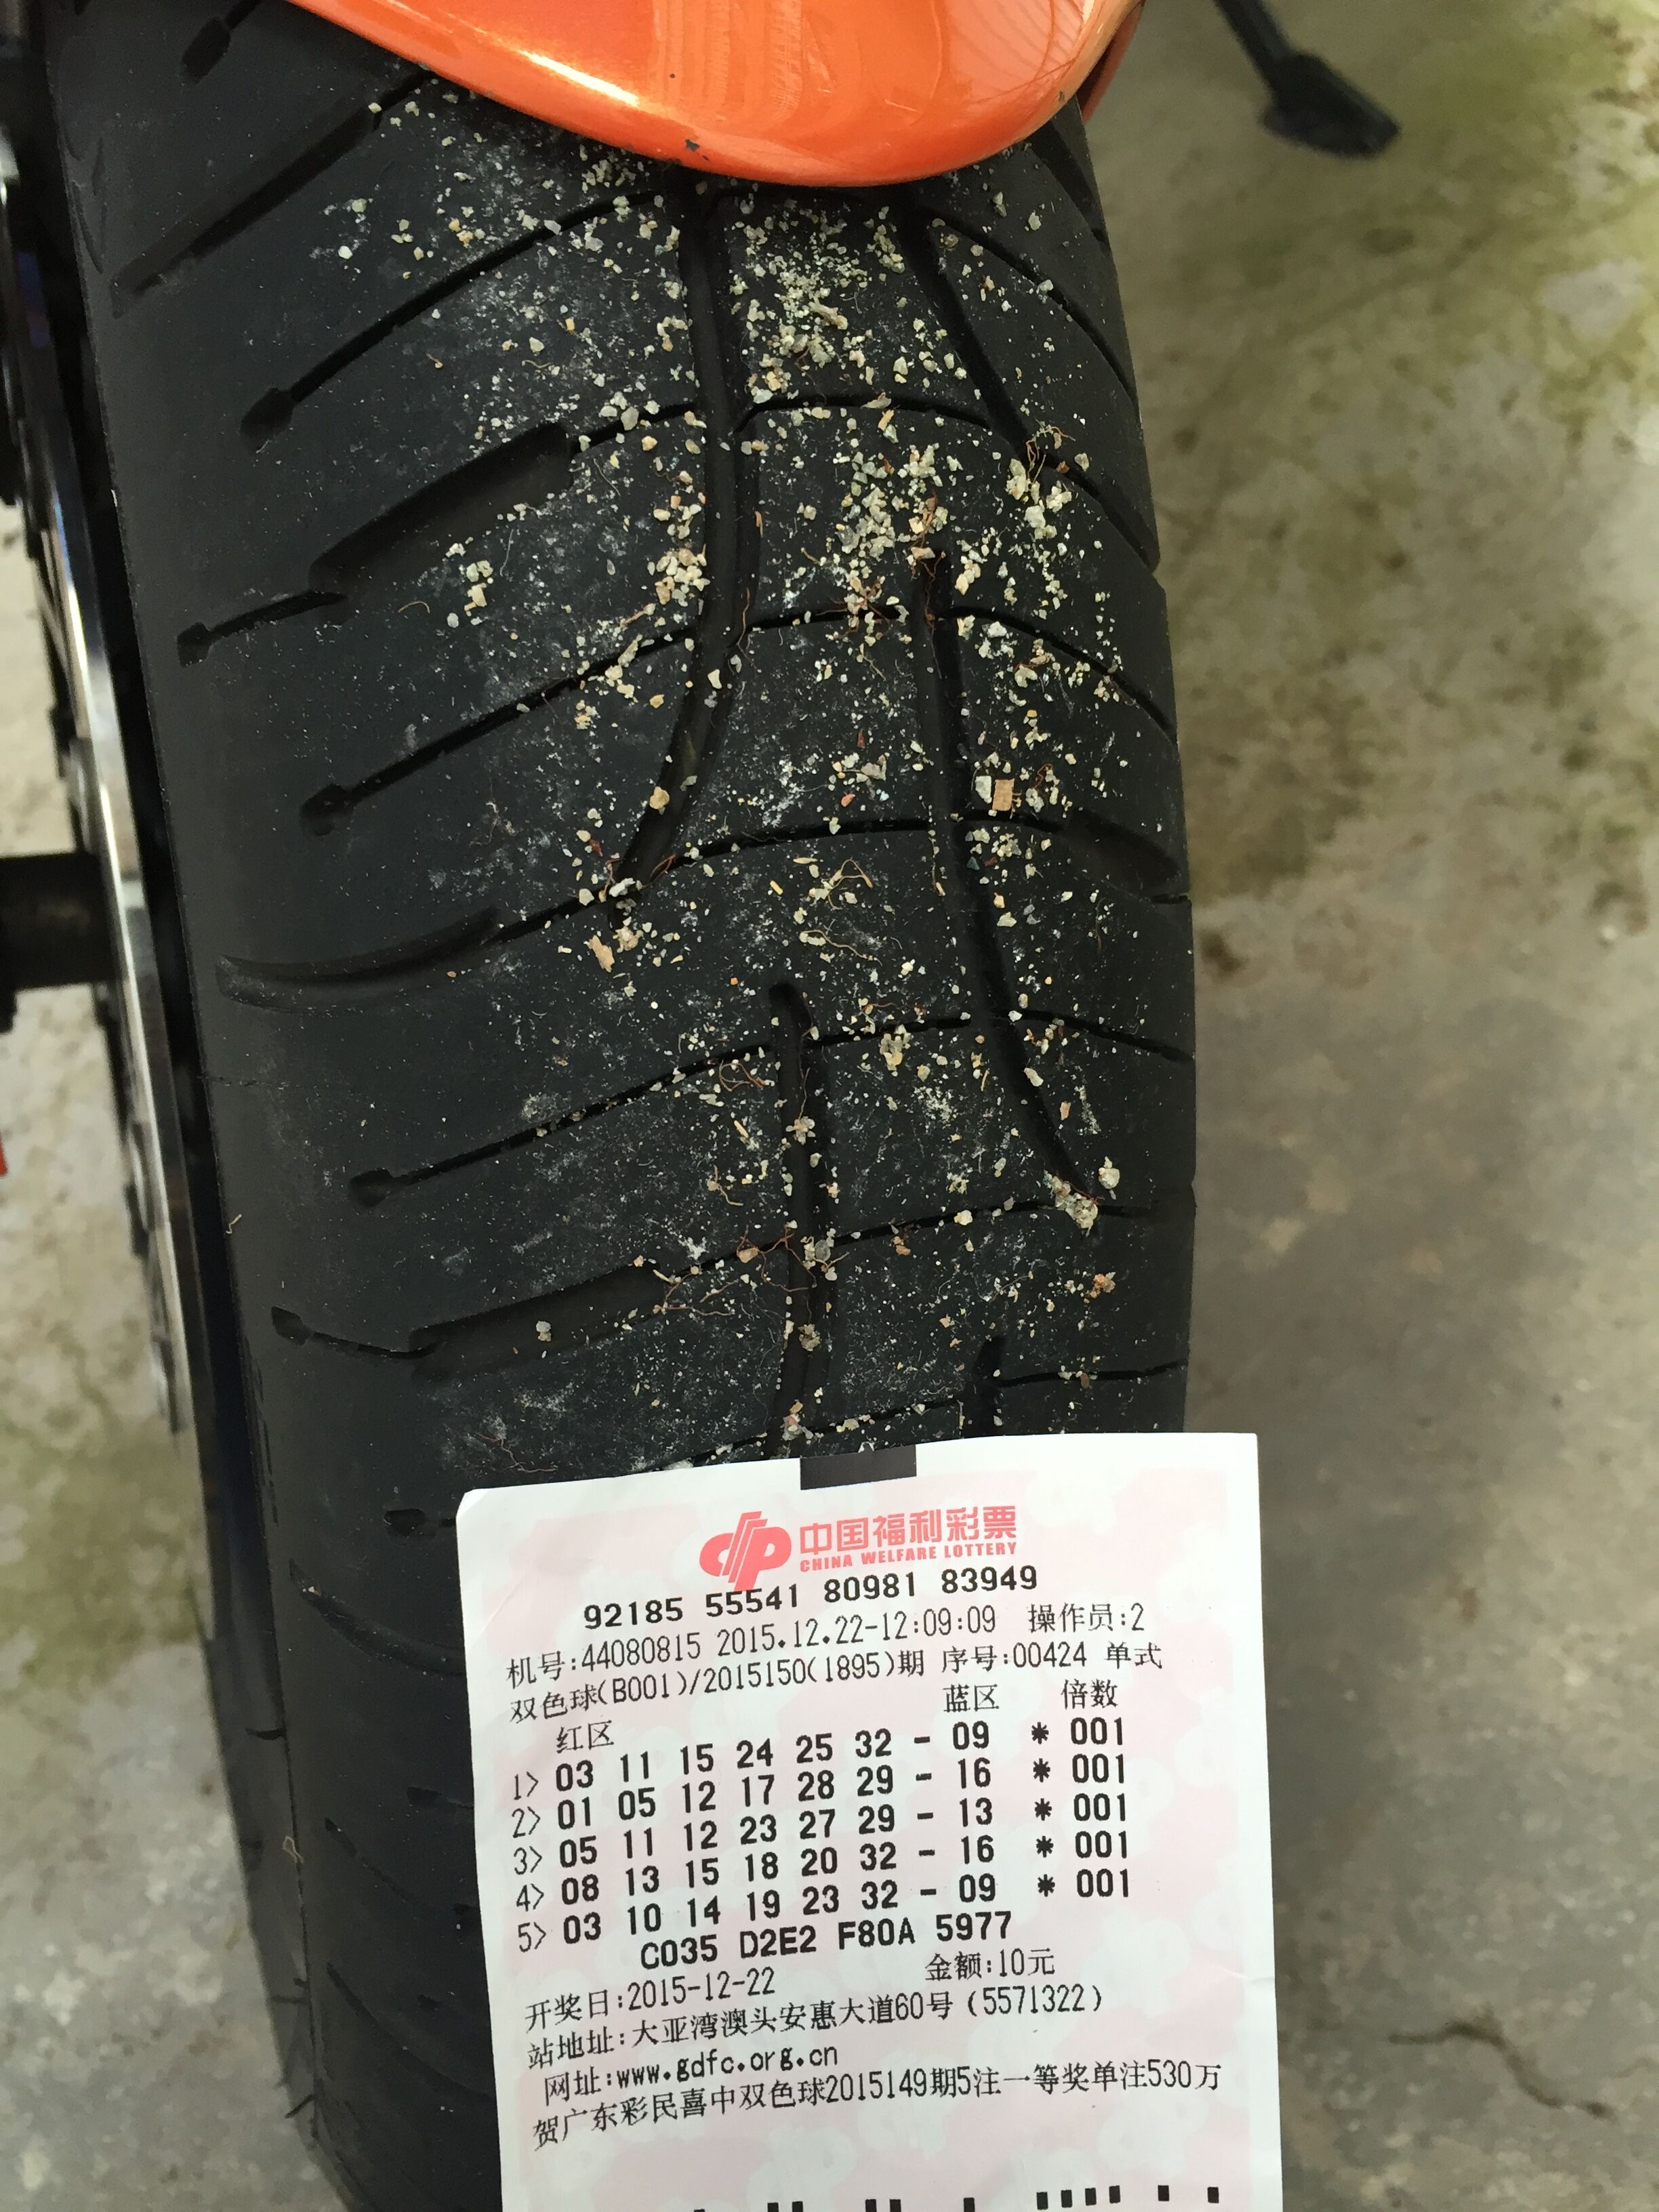 中国福利彩票
CHINA WELFARE LOTTERY
92185 55541 80981 83949
机号:44080815 2015.12.22-12:09:09 操作员:2
双色球(B001)/2015150(1895)期 序号:00424 单式
红区 蓝区 倍数
1> 03 11 15 24 25 32 - 09 * 001
2> 01 05 12 17 28 29 - 16 * 001
3> 05 11 12 23 27 29 - 13 * 001
4> 08 13 15 18 20 32 - 16 * 001
5> 03 10 14 19 23 32 - 09 * 001
C035 D2E2 F80A 5977
开奖日:2015-12-22 金额:10元
站地址:大亚湾澳头安惠大道60号(5571322)
网址:www.gdfc.org.cn
贺广东彩民喜中双色球2015149期5注一等奖单注530万